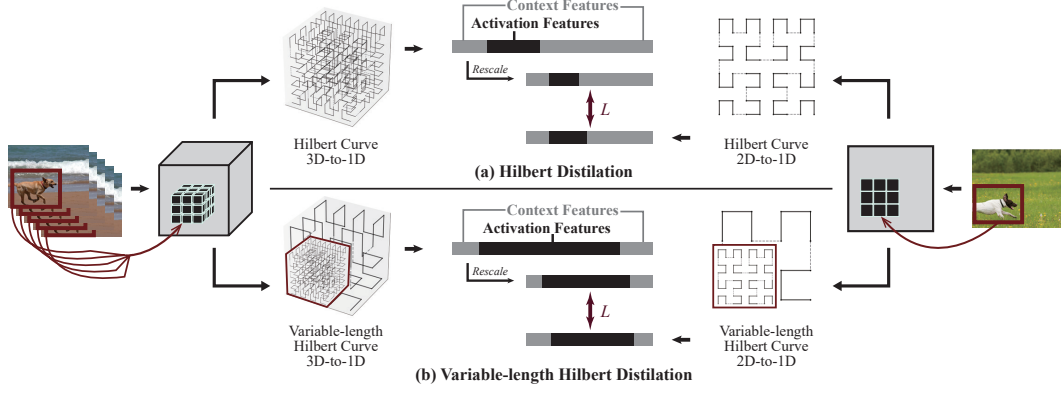 Context Features
Activation Features
Rescale
L
Hilbert Curve
3D-to-1D
Hilbert Curve
2D-to-1D
(a) Hilbert Distilation
Context Features
Activation Features
Rescale
L
Variable-length
Hilbert Curve
3D-to-1D
Variable-length
Hilbert Curve
2D-to-1D
(b) Variable-length Hilbert Distilation